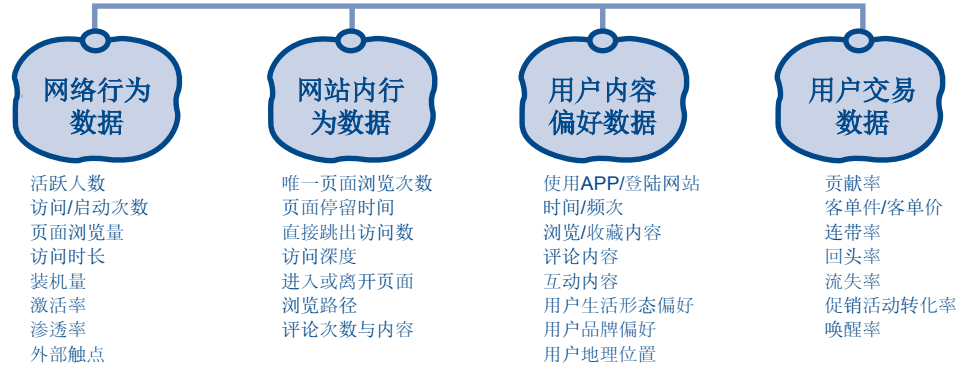 网络行为
数据
活跃人数
访问/启动次数
页面浏览量
访问时长
装机量
激活率
渗透率
外部触点
网站内行
为数据
唯一页面浏览次数
页面停留时间
直接跳出访问数
访问深度
进入或离开页面
浏览路径
评论次数与内容
用户内容
偏好数据
使用APP/登陆网站
时间/频次
浏览/收藏内容
评论内容
互动内容
用户生活形态偏好
用户品牌偏好
用户地理位置
用户交易
数据
贡献率
客单件/客单价
连带率
回头率
流失率
促销活动转化率
唤醒率